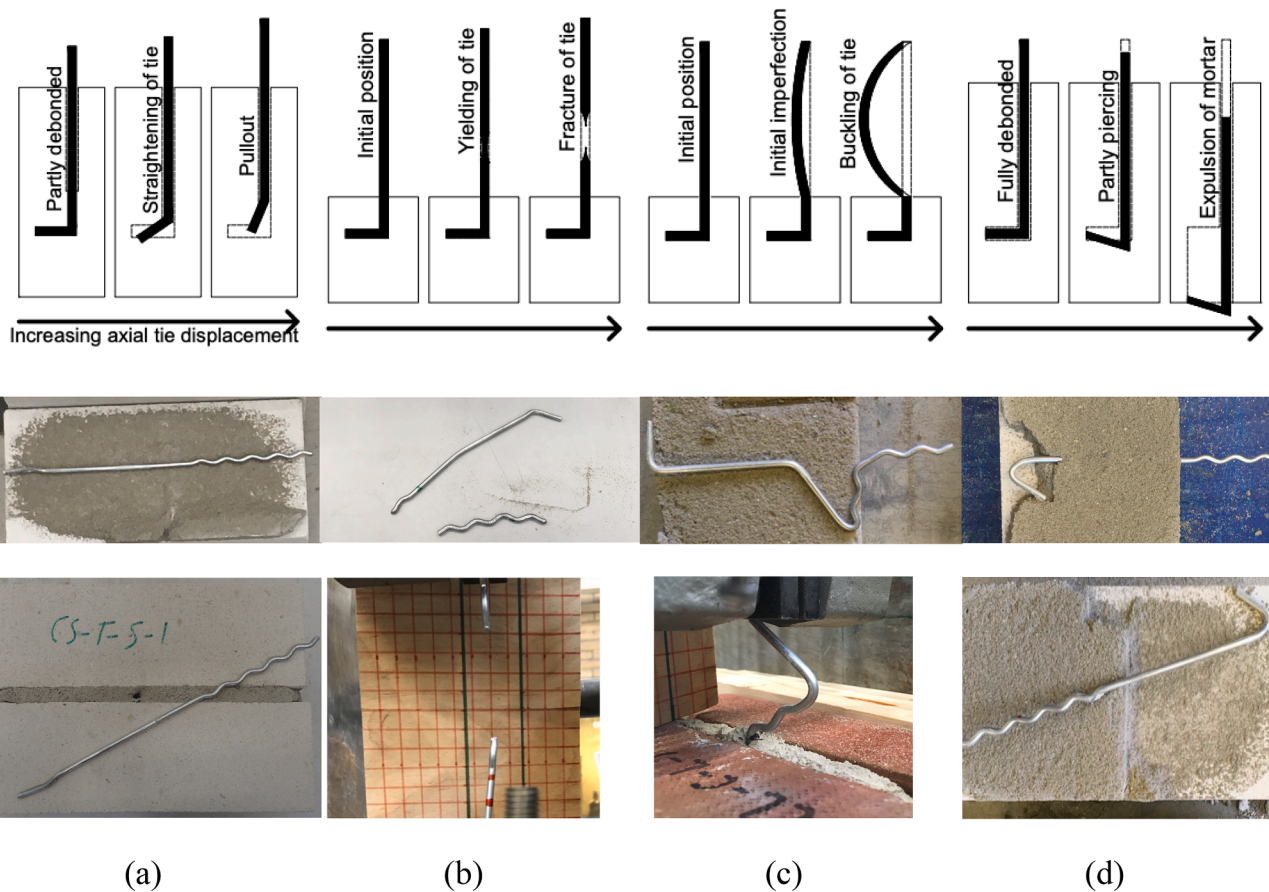 Partly debonded
Straightening of tie
Pullout
Initial position
Yielding of tie
Fracture of tie
Initial position
Initial imperfection
Buckling of tie
Fully debonded
Partly piercing
Expulsion of mortar
Increasing axial tie displacement
CS-T-5-1
(a)
(b)
(c)
(d)